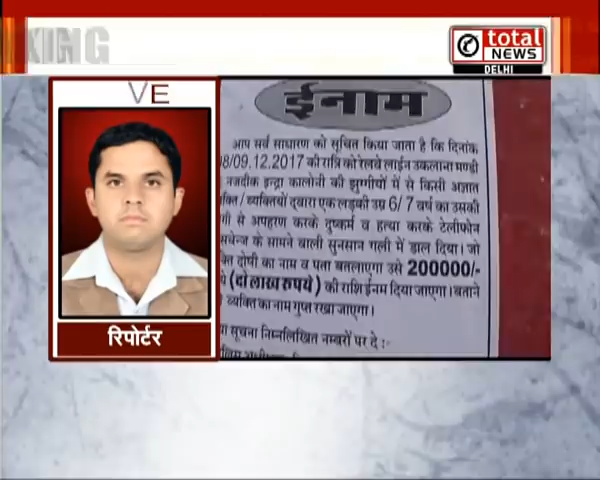 KING
total
NEWS
DELHI
VE
ईनाम
आप सर्व साधारण को सूचित किया जाता है कि दिनांक
08/09.12.2017 की रात्रि को रेलवे लाईन उकलाना मण्डी
नजदीक इन्द्रा कालोनी की झुग्गीयों में से किसी अज्ञात
/ व्यक्तियों द्वारा एक लड़की उम्र 6/7 वर्ष का उसकी
से अपहरण करके दुष्कर्म व हत्या करके टेलीफोन
के सामने वाली सुनसान गली में डाल दिया। जो
दोषी का नाम व पता बतलाएगा उसे 200000/-
(दो लाख रुपये) की राशि ईनाम दिया जाएगा। बताने
व्यक्ति का नाम गुप्त रखा जाएगा।
सूचना निम्नलिखित नम्बरों पर दे :-
रिपोर्टर